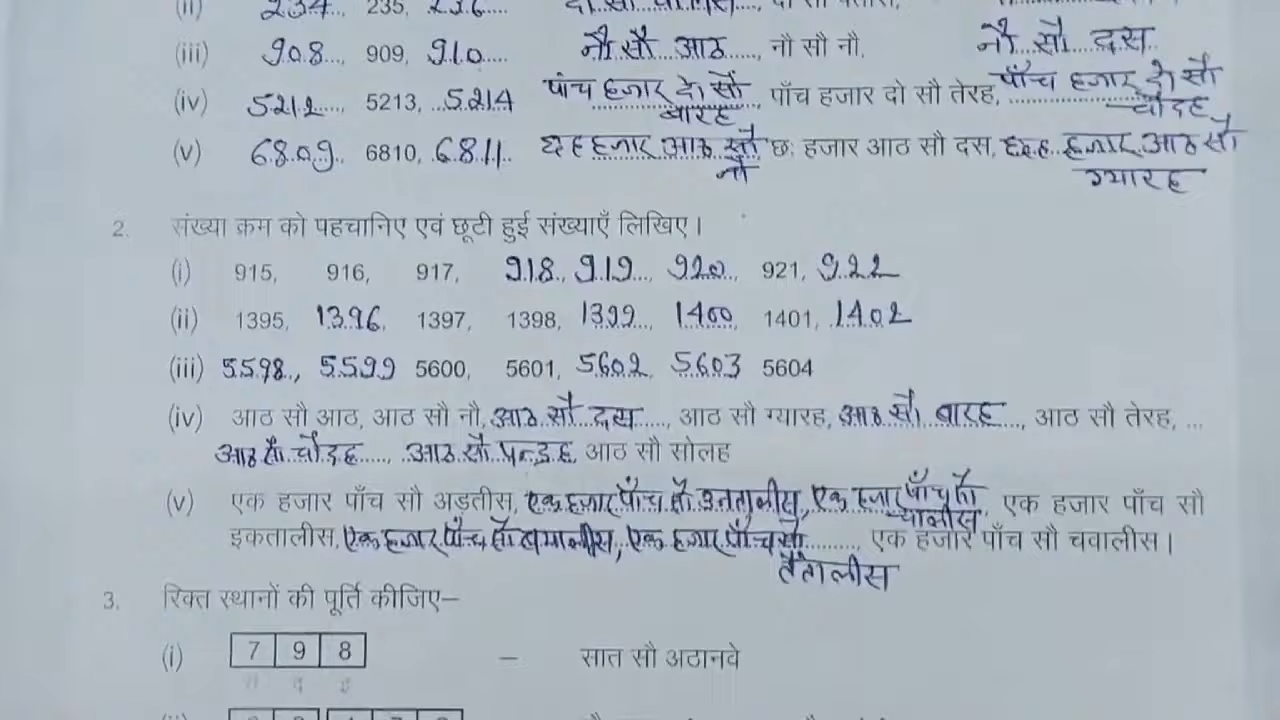 (ii) 234, 235, 236
(iii) 908, 909, 910 नौ सौ आठ, नौ सौ नौ, नौ सौ दस
(iv) 5212, 5213, 5214 पांच हजार दो सौ बारह, पाँच हजार दो सौ तेरह, पाँच हजार दो सौ चौदह
(v) 6809 6810, 6811 छह हजार आठ सौ नौ छः हजार आठ सौ दस, छह हजार आठ सौ ग्यारह
2. संख्या क्रम को पहचानिए एवं छूटी हुई संख्याएँ लिखिए।
(i) 915, 916, 917, 918, 919, 920, 921, 922
(ii) 1395, 1396, 1397, 1398, 1399, 1400, 1401, 1402
(iii) 5598, 5599 5600, 5601, 5602, 5603 5604
(iv) आठ सौ आठ, आठ सौ नौ, आठ सौ दस, आठ सौ ग्यारह, आठ सौ बारह, आठ सौ तेरह, ...
आठ सौ चौदह, आठ सौ पन्द्रह, आठ सौ सोलह
(v) एक हजार पाँच सौ अड़तीस, एक हजार पाँच सौ उनतालीस, एक हजार पाँच सौ चालीस, एक हजार पाँच सौ
इकतालीस, एक हजार पाँच सौ बयालीस, एक हजार पाँच सौ तैंतालीस, एक हजार पाँच सौ चवालीस।
3. रिक्त स्थानों की पूर्ति कीजिए–
(i) 7 9 8 – सात सौ अठानवे